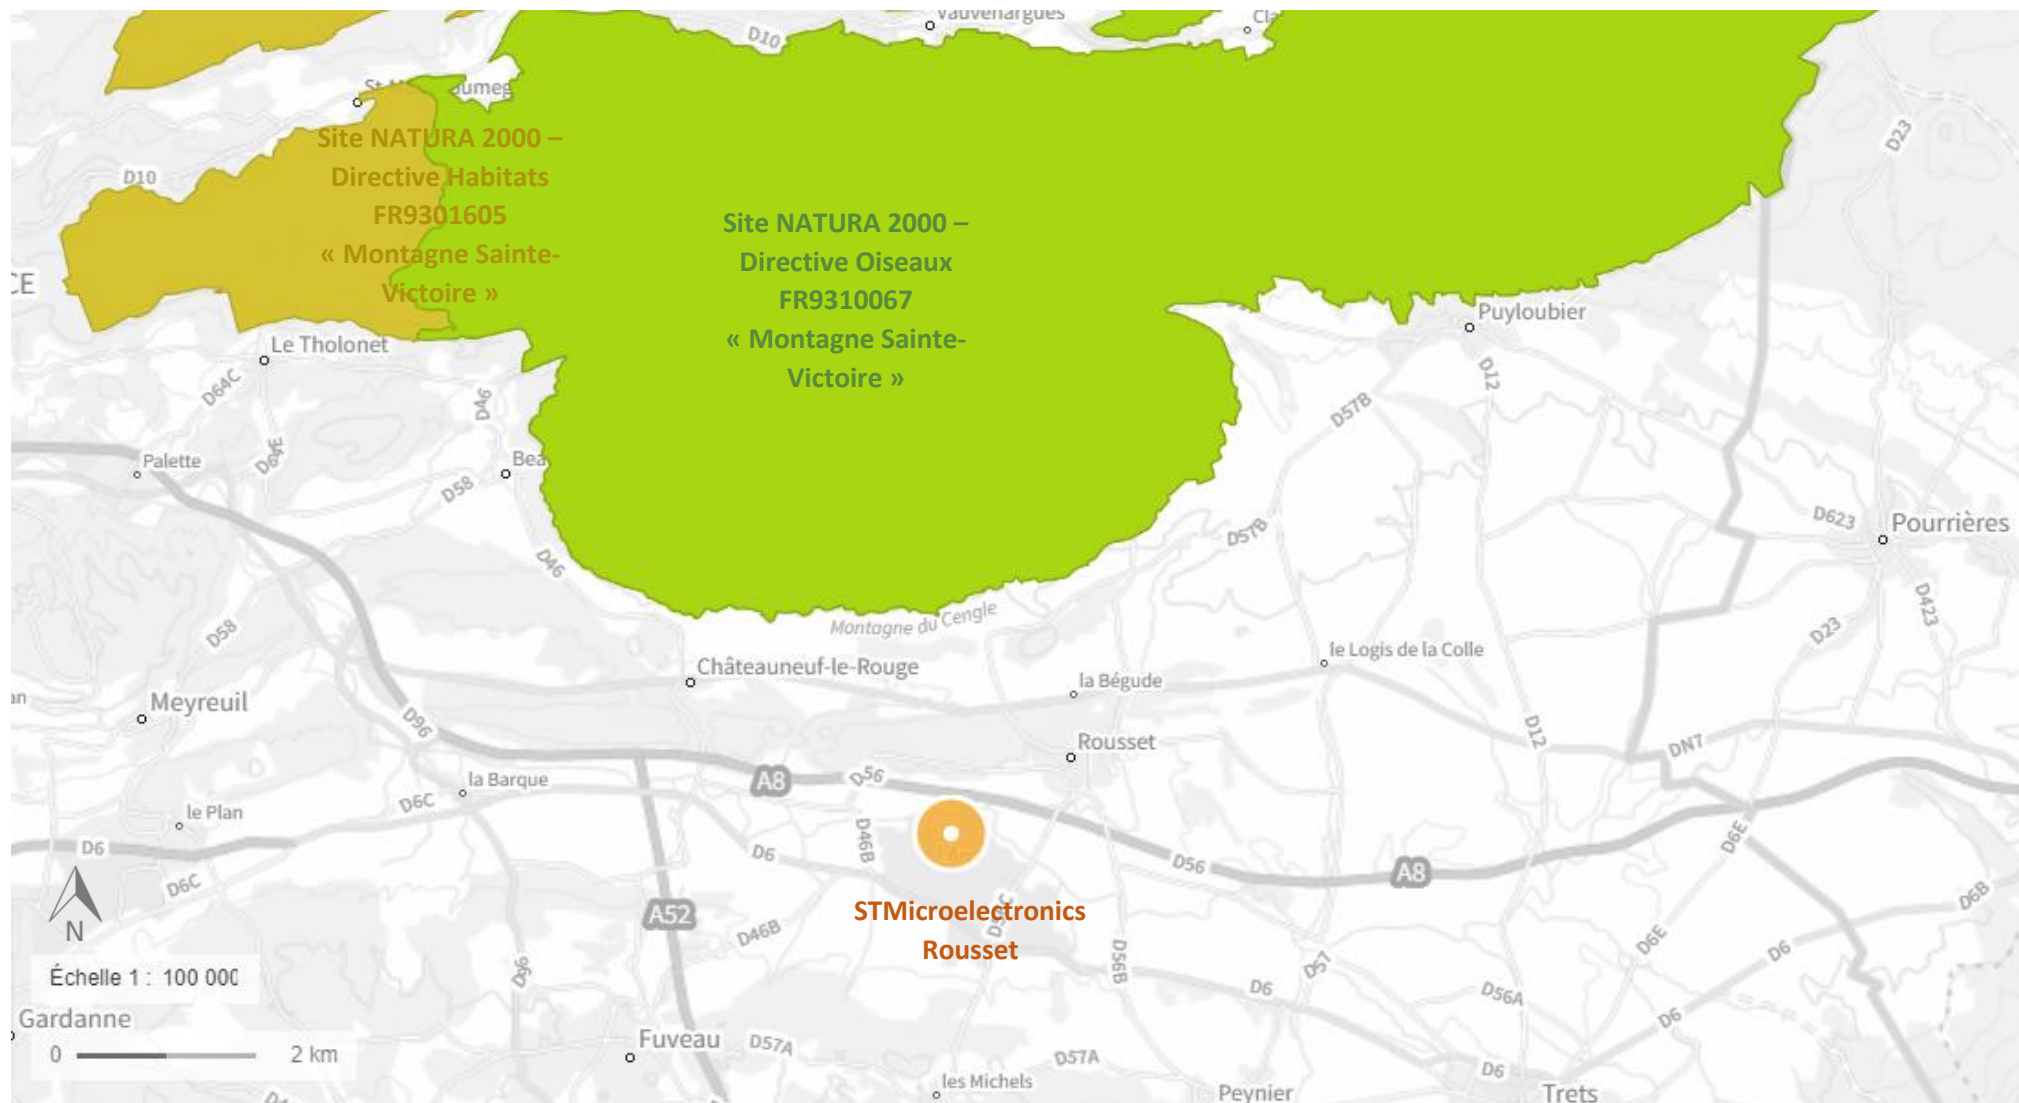 Vauvenargues
D10
D23
Site NATURA 2000 –
Directive Habitats
FR9301605
« Montagne Sainte-
Victoire »
D10
Site NATURA 2000 –
Directive Oiseaux
FR9310067
« Montagne Sainte-
Victoire »
CE
Puyloubier
Le Tholonet
D64C
D46
D12
D57B
D64E
Palette
Bea
D58
D623
Pourrières
D57B
D46
D423
Montagne du Cengle
D58
D23
le Logis de la Colle
Châteauneuf-le-Rouge
la Bégude
an
Meyreuil
D96
D12
DN7
Rousset
la Barque
A8
D56
D6C
le Plan
D6
D46B
D6
D56
A8
D6E
D6C
D6B
N
A52
STMicroelectronics
Rousset
D46B
D56C
D6E
D6
D96
D56B
D57
Échelle 1 : 100 000
D6
D56A
Gardanne
D6
0
2 km
Fuveau
D57A
D57A
les Michels
D6
Peynier
Trets